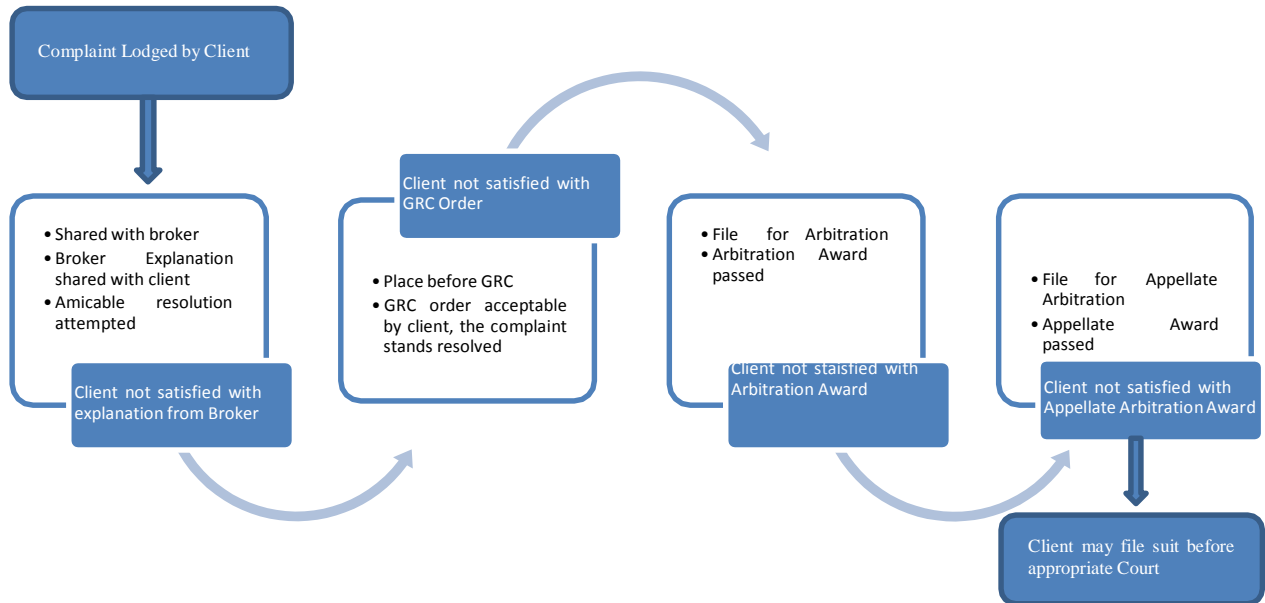 Complaint Lodged by Client
• Shared with broker
• Broker Explanation
shared with client
• Amicable resolution
attempted
Client not satisfied with
explanation from Broker
Client not satisfied with
GRC Order
• Place before GRC
• GRC order acceptable
by client, the complaint
stands resolved
• File for Arbitration
• Arbitration Award
passed
Client not staisfied with
Arbitration Award
• File for Appellate
Arbitration
• Appellate Award
passed
Client not satisfied with
Appellate Arbitration Award
Client may file suit before
appropriate Court